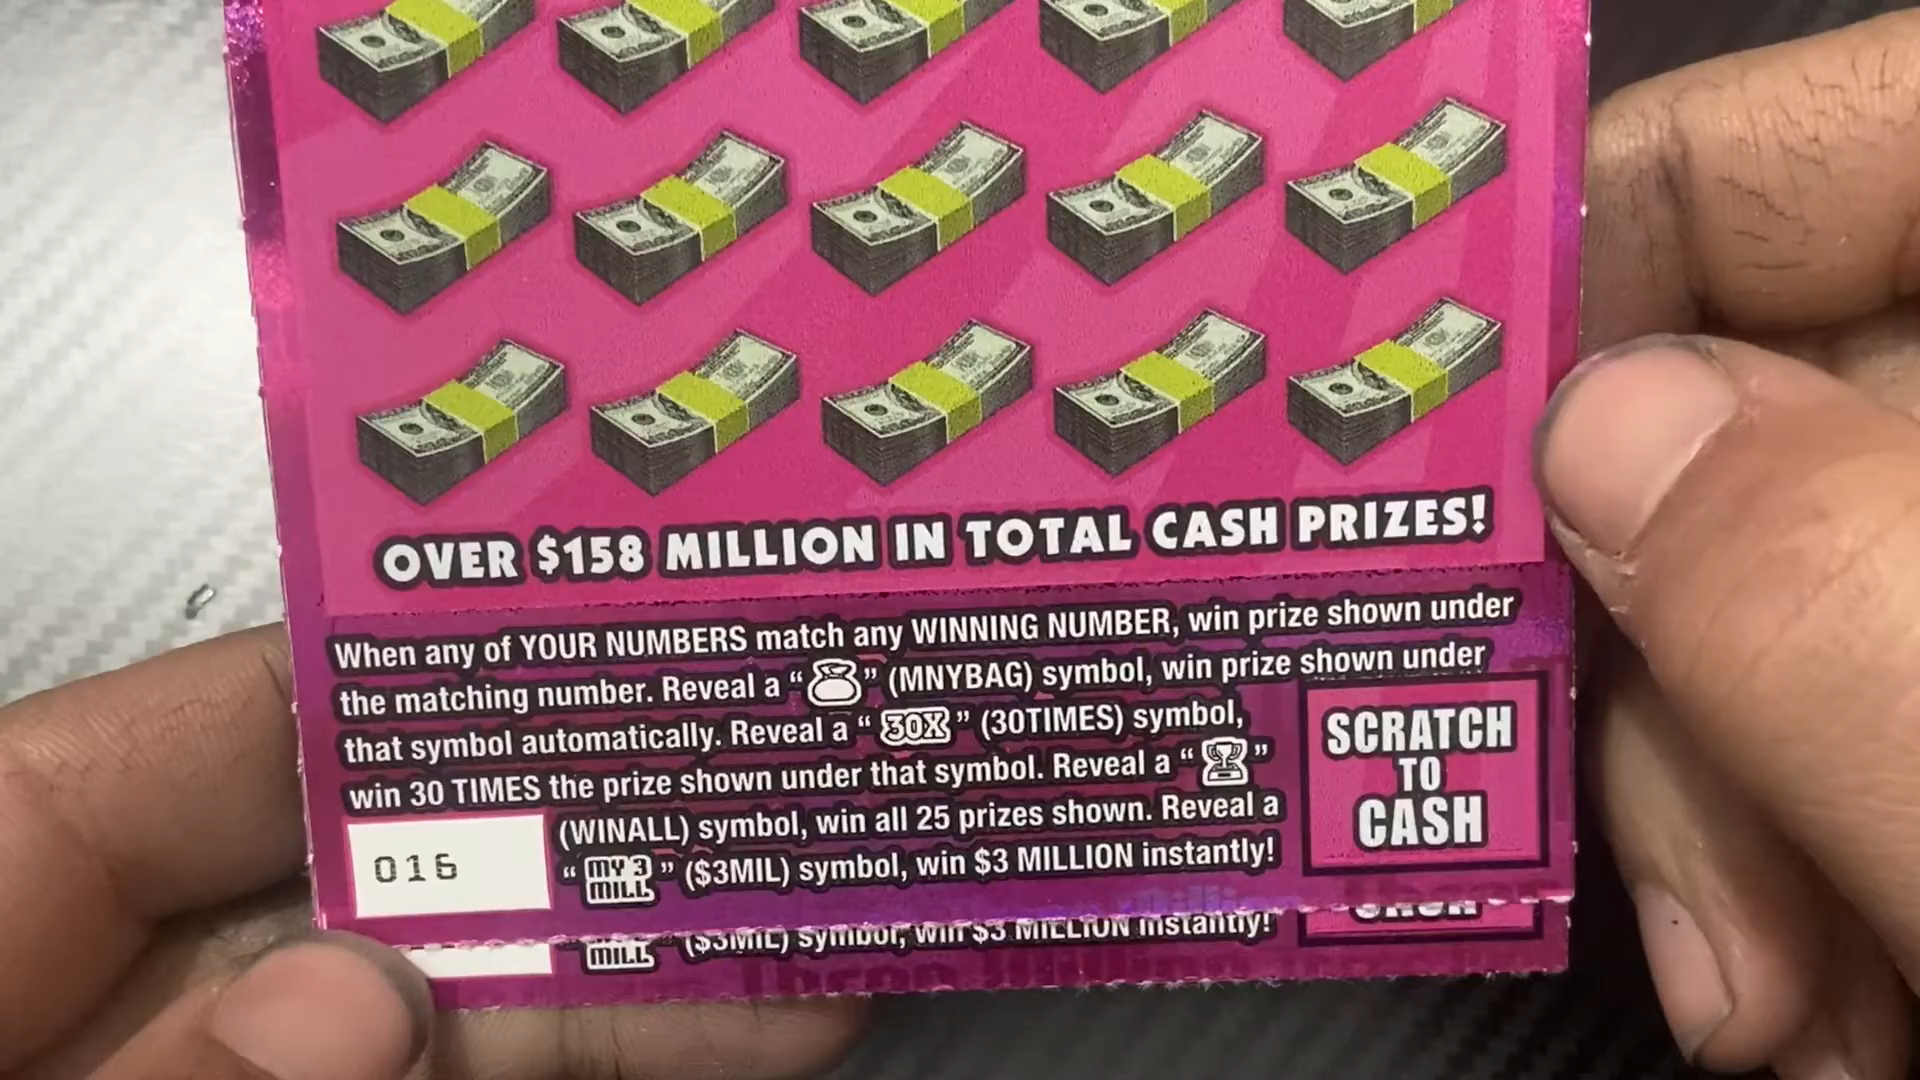 OVER $158 MILLION IN TOTAL CASH PRIZES!
When any of YOUR NUMBERS match any WINNING NUMBER, win prize shown under
the matching number. Reveal a “ ” (MNYBAG) symbol, win prize shown under
that symbol automatically. Reveal a “ 30X ” (30TIMES) symbol,
win 30 TIMES the prize shown under that symbol. Reveal a “ ”
(WINALL) symbol, win all 25 prizes shown. Reveal a
“ MY 3 MILL ” ($3MIL) symbol, win $3 MILLION instantly!
SCRATCH
TO
CASH
016
MILL ($3MIL) symbol, win $3 MILLION instantly!
CASH